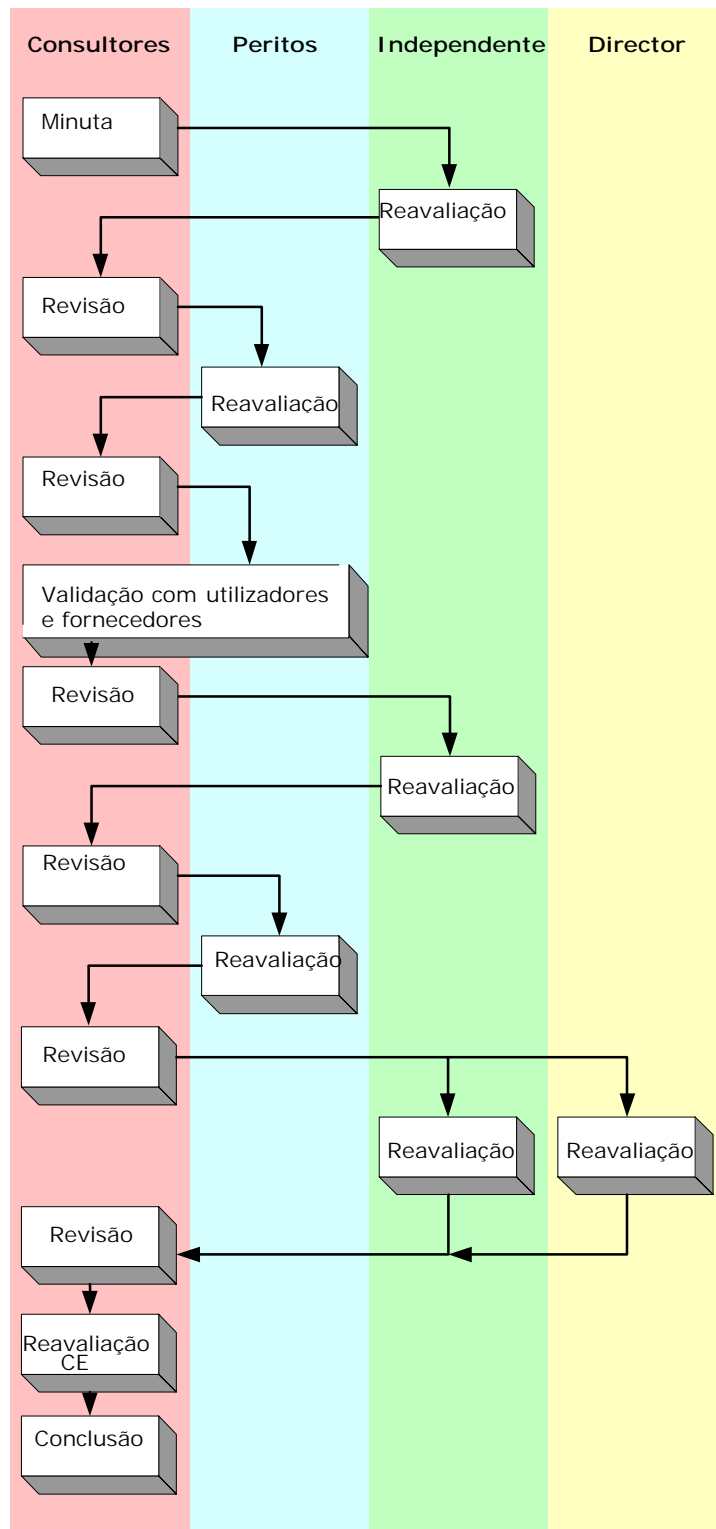 Consultores Peritos Independente Director
Minuta
Reavaliação
Revisão
Reavaliação
Revisão
Validação com utilizadores
e fornecedores
Revisão
Reavaliação
Revisão
Reavaliação
Revisão
Reavaliação Reavaliação
Revisão
Reavaliação
CE
Conclusão